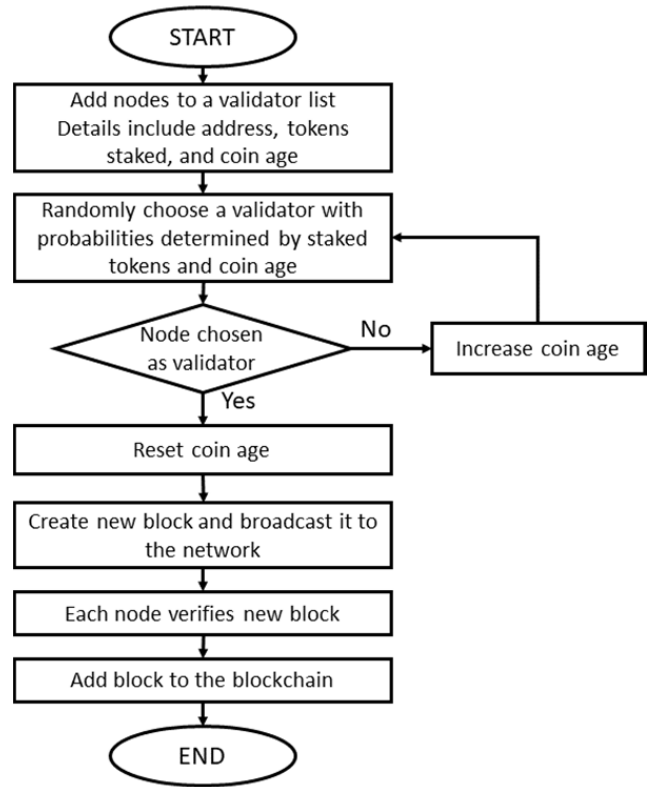 START
Add nodes to a validator list
Details include address, tokens
staked, and coin age
Randomly choose a validator with
probabilities determined by staked
tokens and coin age
Node chosen
as validator
No
Increase coin age
Yes
Reset coin age
Create new block and broadcast it to
the network
Each node verifies new block
Add block to the blockchain
END